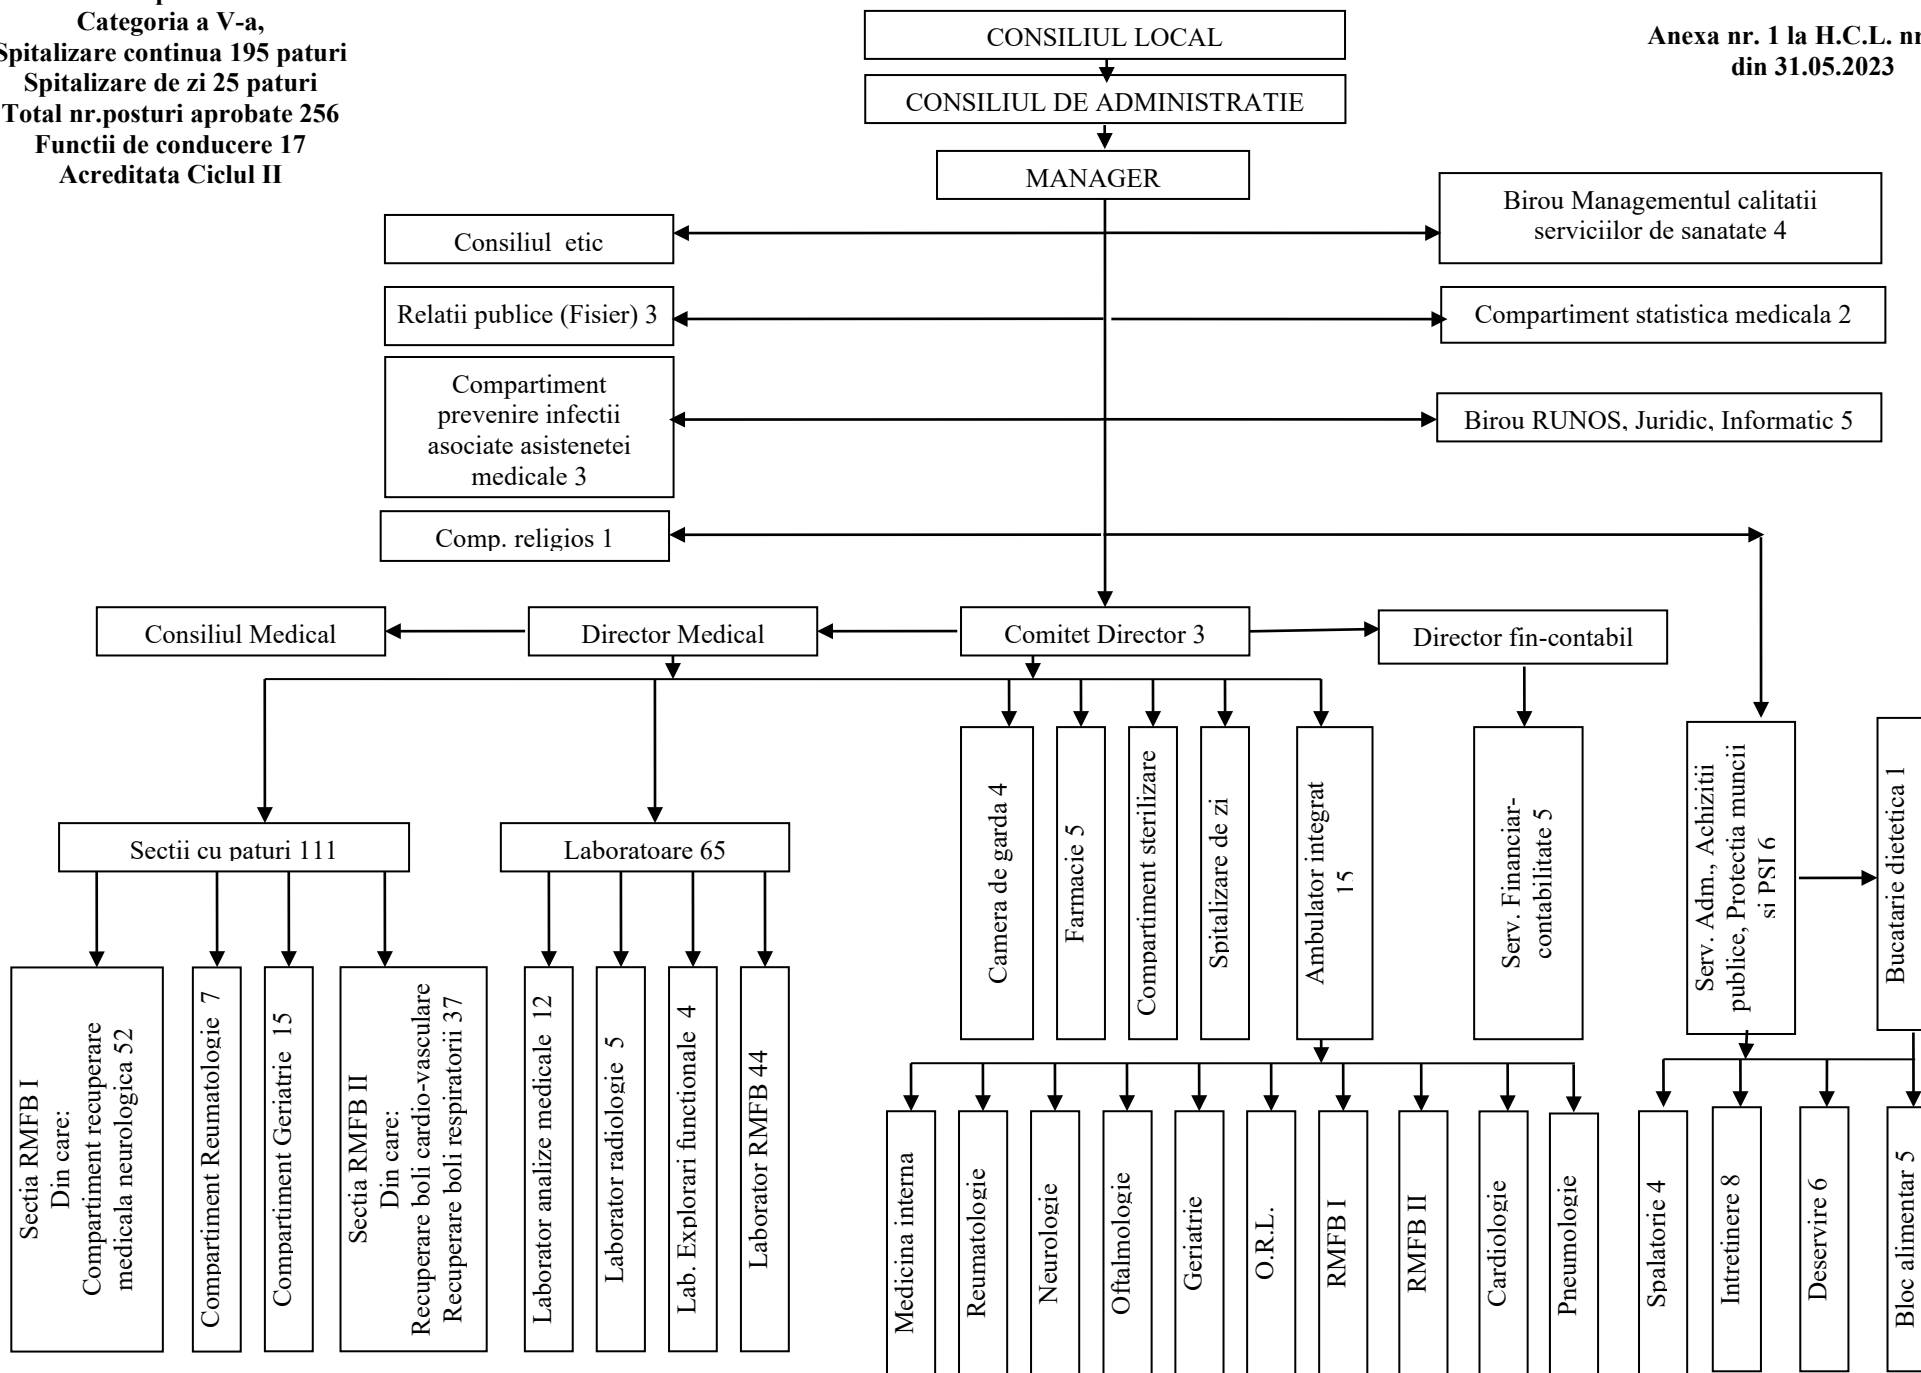 Categoria a V-a,
Spitalizare continua 195 paturi
Spitalizare de zi 25 paturi
Total nr.posturi aprobate 256
Functii de conducere 17
Acreditata Ciclul II
Anexa nr. 1 la H.C.L. nr
din 31.05.2023
CONSILIUL LOCAL
CONSILIUL DE ADMINISTRATIE
MANAGER
Consiliul etic
Birou Managementul calitatii
serviciilor de sanatate 4
Relatii publice (Fisier) 3
Compartiment statistica medicala 2
Compartiment
prevenire infectii
asociate asistenetei
medicale 3
Birou RUNOS, Juridic, Informatic 5
Comp. religios 1
Consiliul Medical
Director Medical
Comitet Director 3
Director fin-contabil
Sectii cu paturi 111
Laboratoare 65
Camera de garda 4
Farmacie 5
Compartiment sterilizare
Spitalizare de zi
Ambulator integrat
15
Serv. Financiar-
contabilitate 5
Serv. Adm., Achizitii
publice, Protectia muncii
si PSI 6
Bucatarie dietetica 1
Sectia RMFB I
Din care:
Compartiment recuperare
medicala neurologica 52
Compartiment Reumatologie 7
Compartiment Geriatrie 15
Sectia RMFB II
Din care:
Recuperare boli cardio-vasculare
Recuperare boli respiratorii 37
Laborator analize medicale 12
Laborator radiologie 5
Lab. Explorari functionale 4
Laborator RMFB 44
Medicina interna
Reumatologie
Neurologie
Oftalmologie
Geriatrie
O.R.L.
RMFB I
RMFB II
Cardiologie
Pneumologie
Spalatorie 4
Intretinere 8
Deservire 6
Bloc alimentar 5